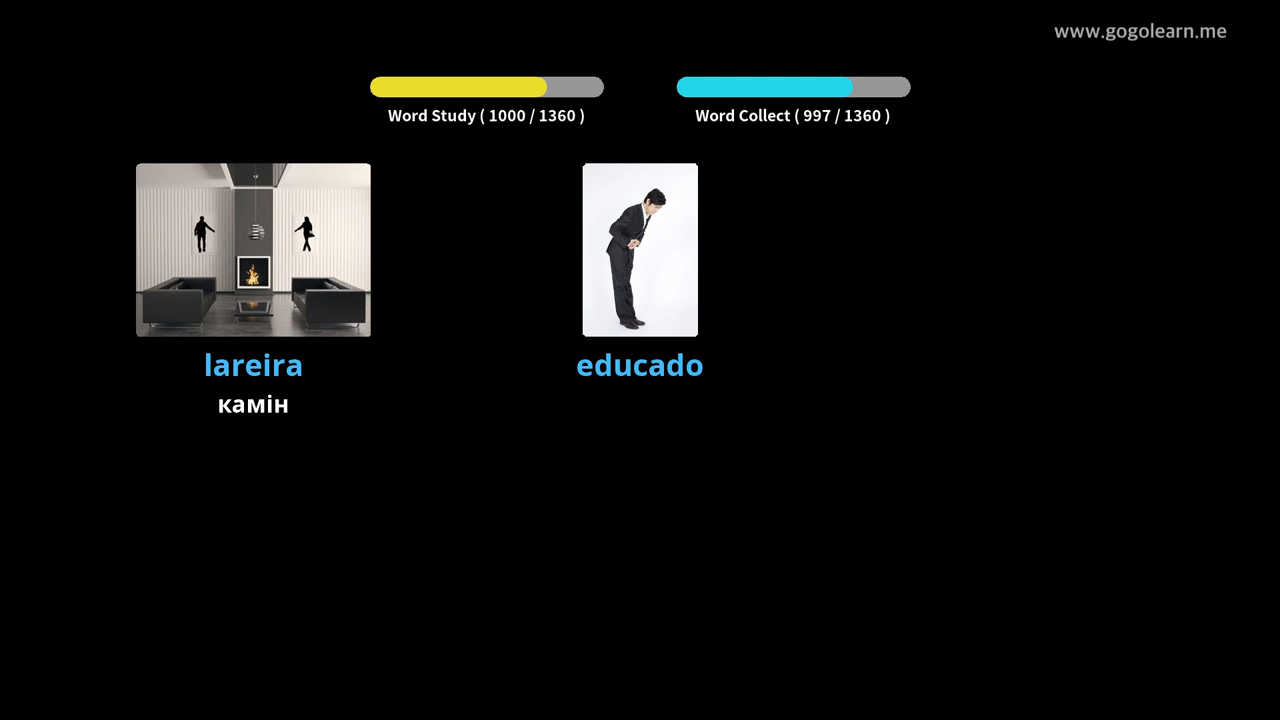 www.gogolearn.me
Word Study ( 1000 / 1360 )
Word Collect ( 997 / 1360 )
lareira
камін
educado